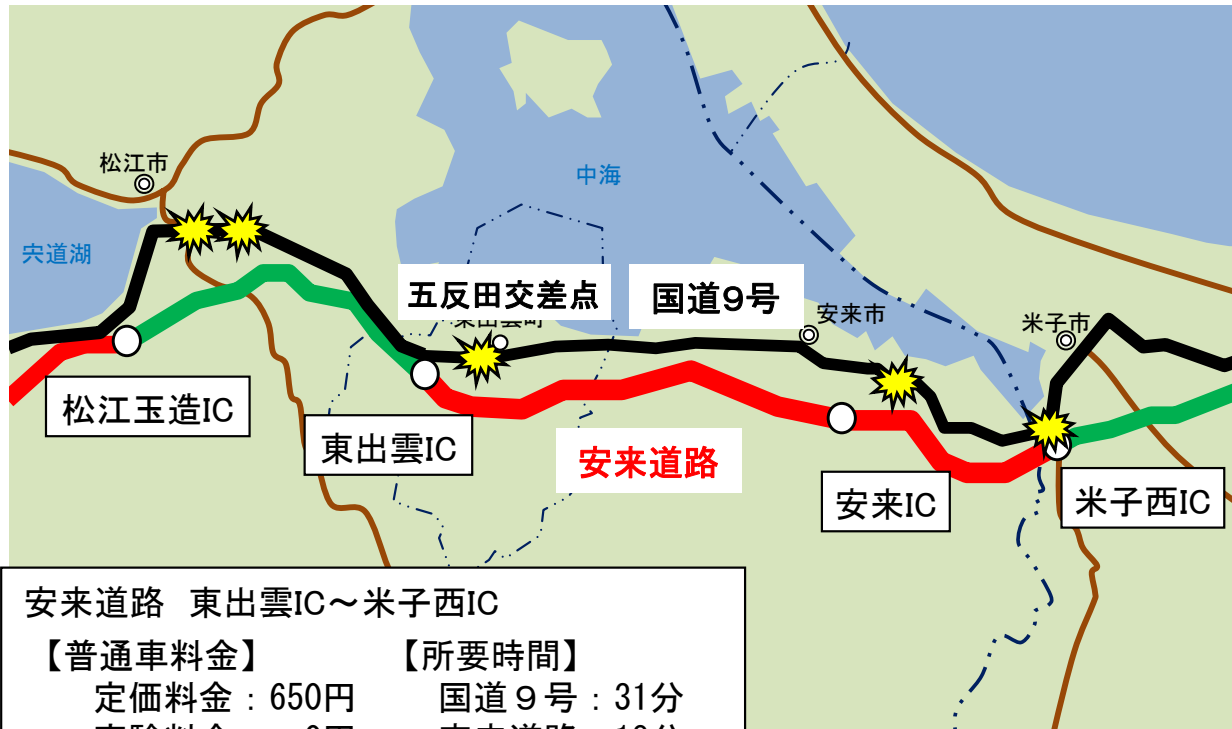 松江市
中海
宍道湖
五反田交差点
国道9号
安来市
米子市
松江玉造IC
東出雲IC
安来道路
安来IC
米子西IC
安来道路 東出雲IC～米子西IC
【普通車料金】 【所要時間】
定価料金：650円 国道９号：31分